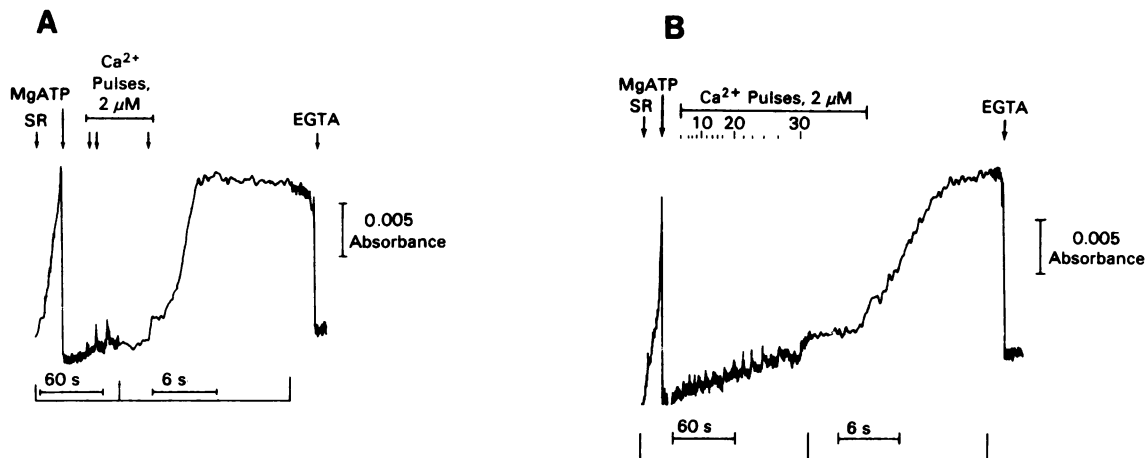 A
Ca²⁺
Pulses,
2 μM
MgATP
SR
EGTA
0.005
Absorbance
60 s
6 s
B
MgATP
SR
Ca²⁺ Pulses, 2 μM
10 20 30
EGTA
0.005
Absorbance
60 s
6 s